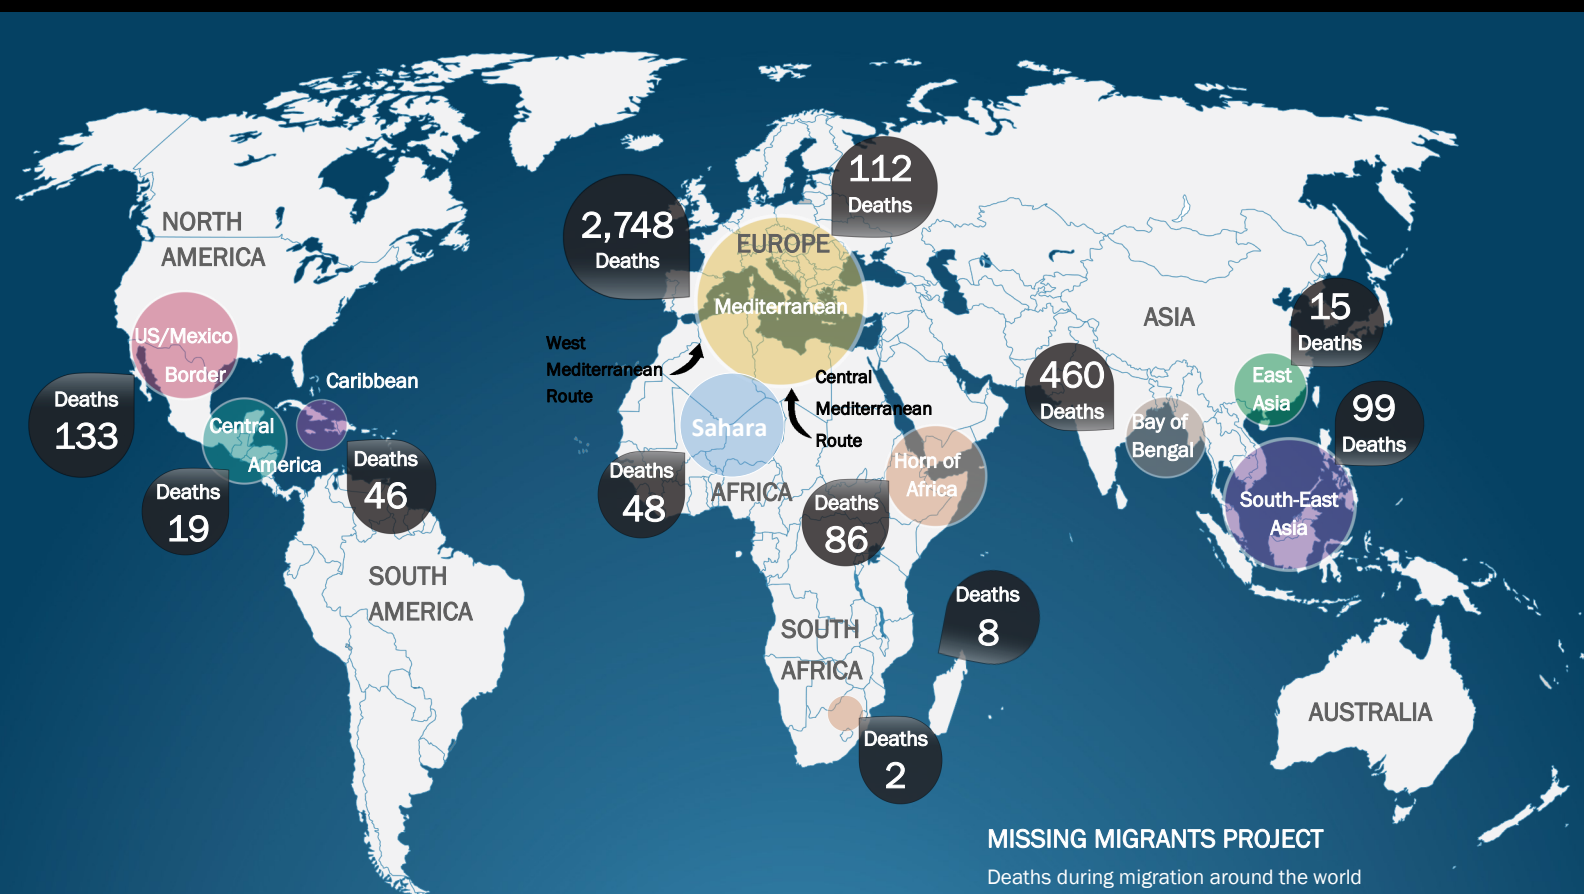 NORTH
AMERICA
US/Mexico
Border
Deaths
133
Central
America
Deaths
19
Caribbean
Deaths
46
SOUTH
AMERICA
2,748
Deaths
112
Deaths
EUROPE
Mediterranean
West
Mediterranean
Route
Central
Mediterranean
Route
Sahara
Deaths
48
AFRICA
Horn of
Africa
Deaths
86
SOUTH
AFRICA
Deaths
8
Deaths
2
ASIA
460
Deaths
Bay of
Bengal
15
Deaths
East
Asia
99
Deaths
South-East
Asia
AUSTRALIA
MISSING MIGRANTS PROJECT
Deaths during migration around the world